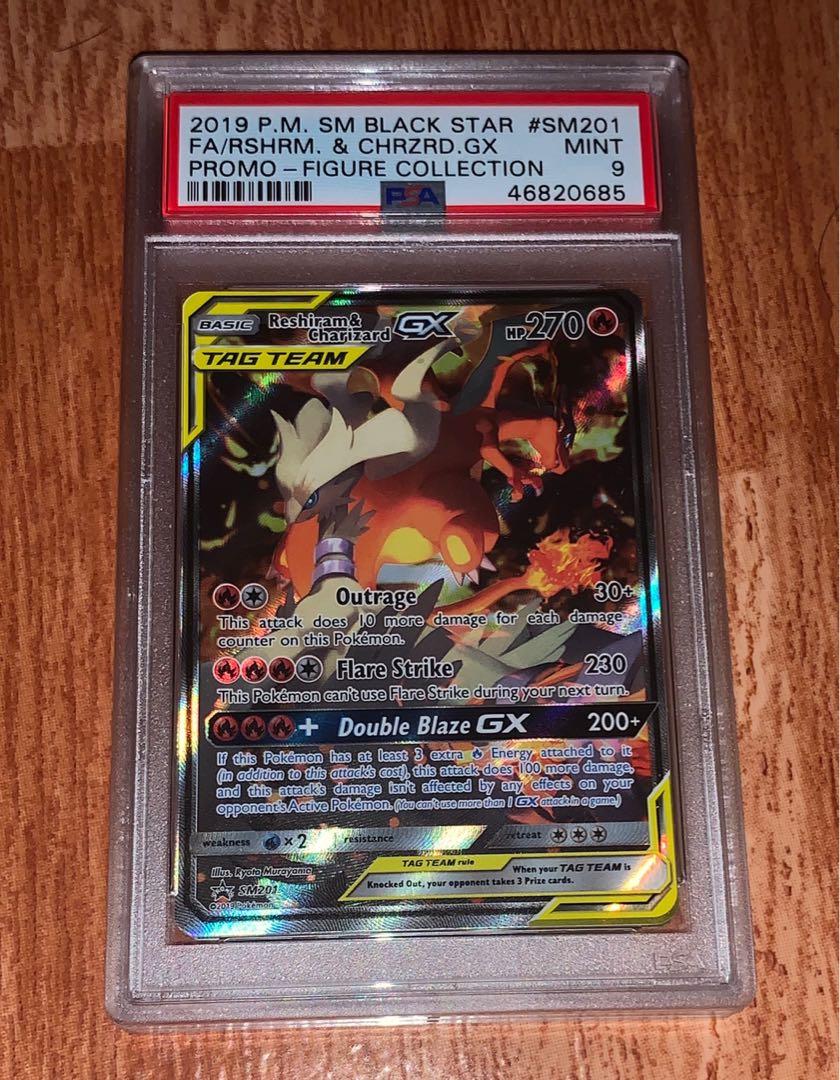 2019 P.M. SM BLACK STAR #SM201
FA/RSHRM. & CHRZRD.GX MINT
PROMO - FIGURE COLLECTION 9
PSA 46820685
BASIC Reshiram& Charizard GX HP270
TAG TEAM
Outrage 30+
This attack does 10 more damage for each damage
counter on this Pokémon.
Flare Strike 230
This Pokémon can't use Flare Strike during your next turn.
+ Double Blaze GX 200+
If this Pokémon has at least 3 extra Energy attached to it
(in addition to this attack's cost), this attack does 100 more damage,
and this attack's damage isn't affected by any effects on your
opponent's Active Pokémon. (You can't use more than 1 GX attack in a game.)
weakness ×2 resistance retreat
Illus. Ryota Murayama
TAG TEAM rule When your TAG TEAM is
Knocked Out, your opponent takes 3 Prize cards.
SM201
©2019 Pokémon
PSA